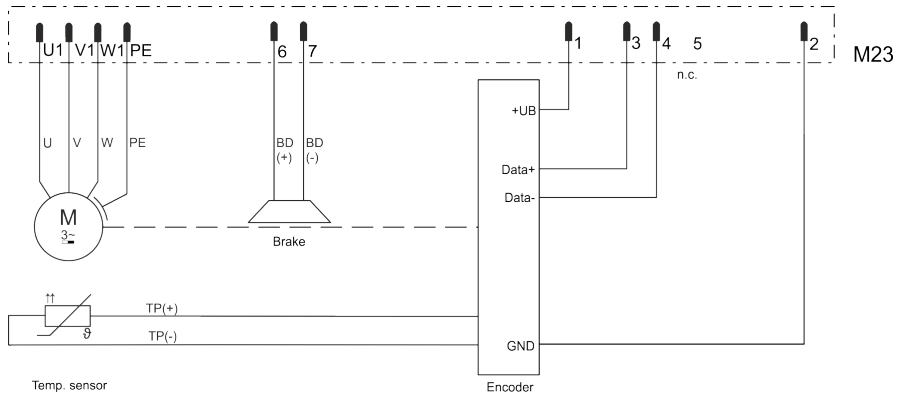 U1 V1 W1 PE 6 7 1 3 4 5 2
M23
n.c.
+UB
U V W PE BD (+) BD (-)
Data+
Data-
M
3~
Brake
↑↑
TP(+)
ϑ
TP(-)
GND
Temp. sensor
Encoder